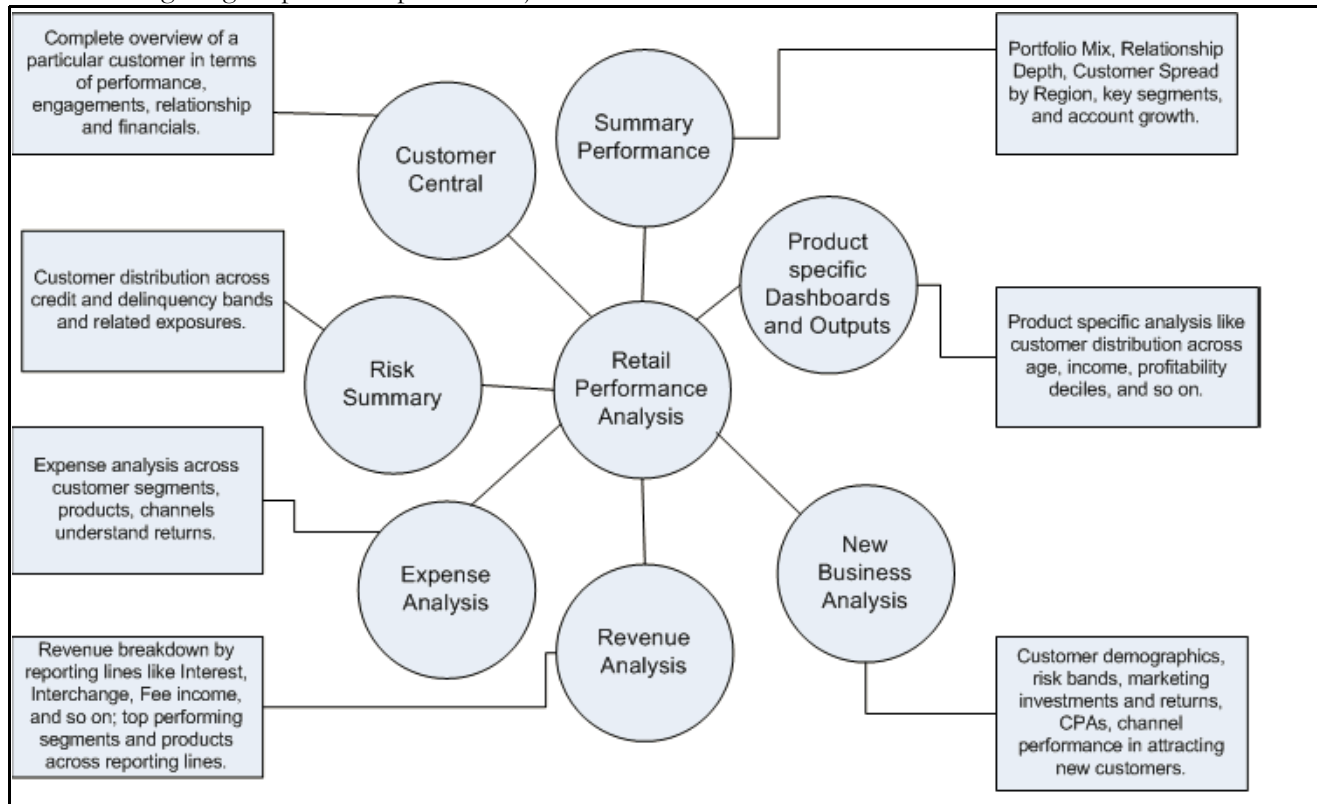 Complete overview of a
particular customer in terms
of performance,
engagements, relationship
and financials.
Customer
Central
Summary
Performance
Portfolio Mix, Relationship
Depth, Customer Spread
by Region, key segments,
and account growth.
Customer distribution across
credit and delinquency bands
and related exposures.
Risk
Summary
Retail
Performance
Analysis
Product
specific
Dashboards
and Outputs
Product specific analysis like
customer distribution across
age, income, profitability
deciles, and so on.
Expense analysis across
customer segments,
products, channels
understand returns.
Expense
Analysis
New
Business
Analysis
Revenue breakdown by
reporting lines like Interest,
Interchange, Fee income,
and so on; top performing
segments and products
across reporting lines.
Revenue
Analysis
Customer demographics,
risk bands, marketing
investments and returns,
CPAs, channel
performance in attracting
new customers.